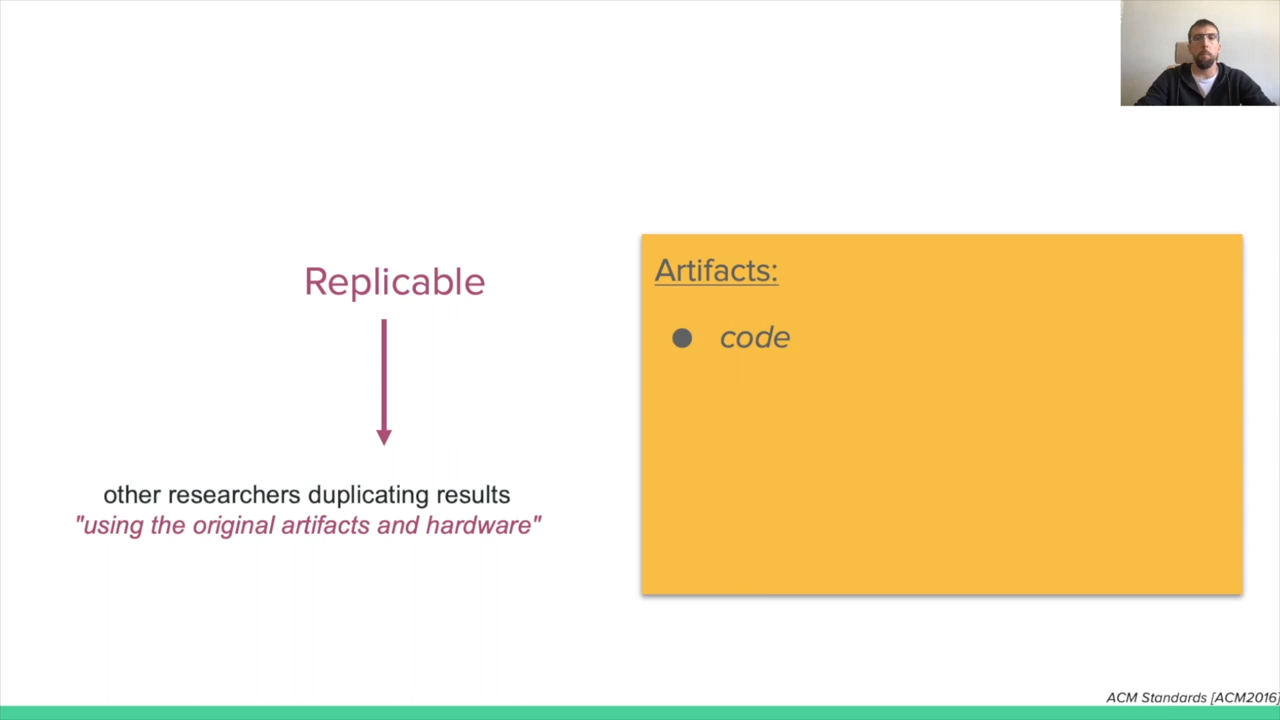 Replicable
other researchers duplicating results
"using the original artifacts and hardware"
Artifacts:
● code
ACM Standards [ACM2016]